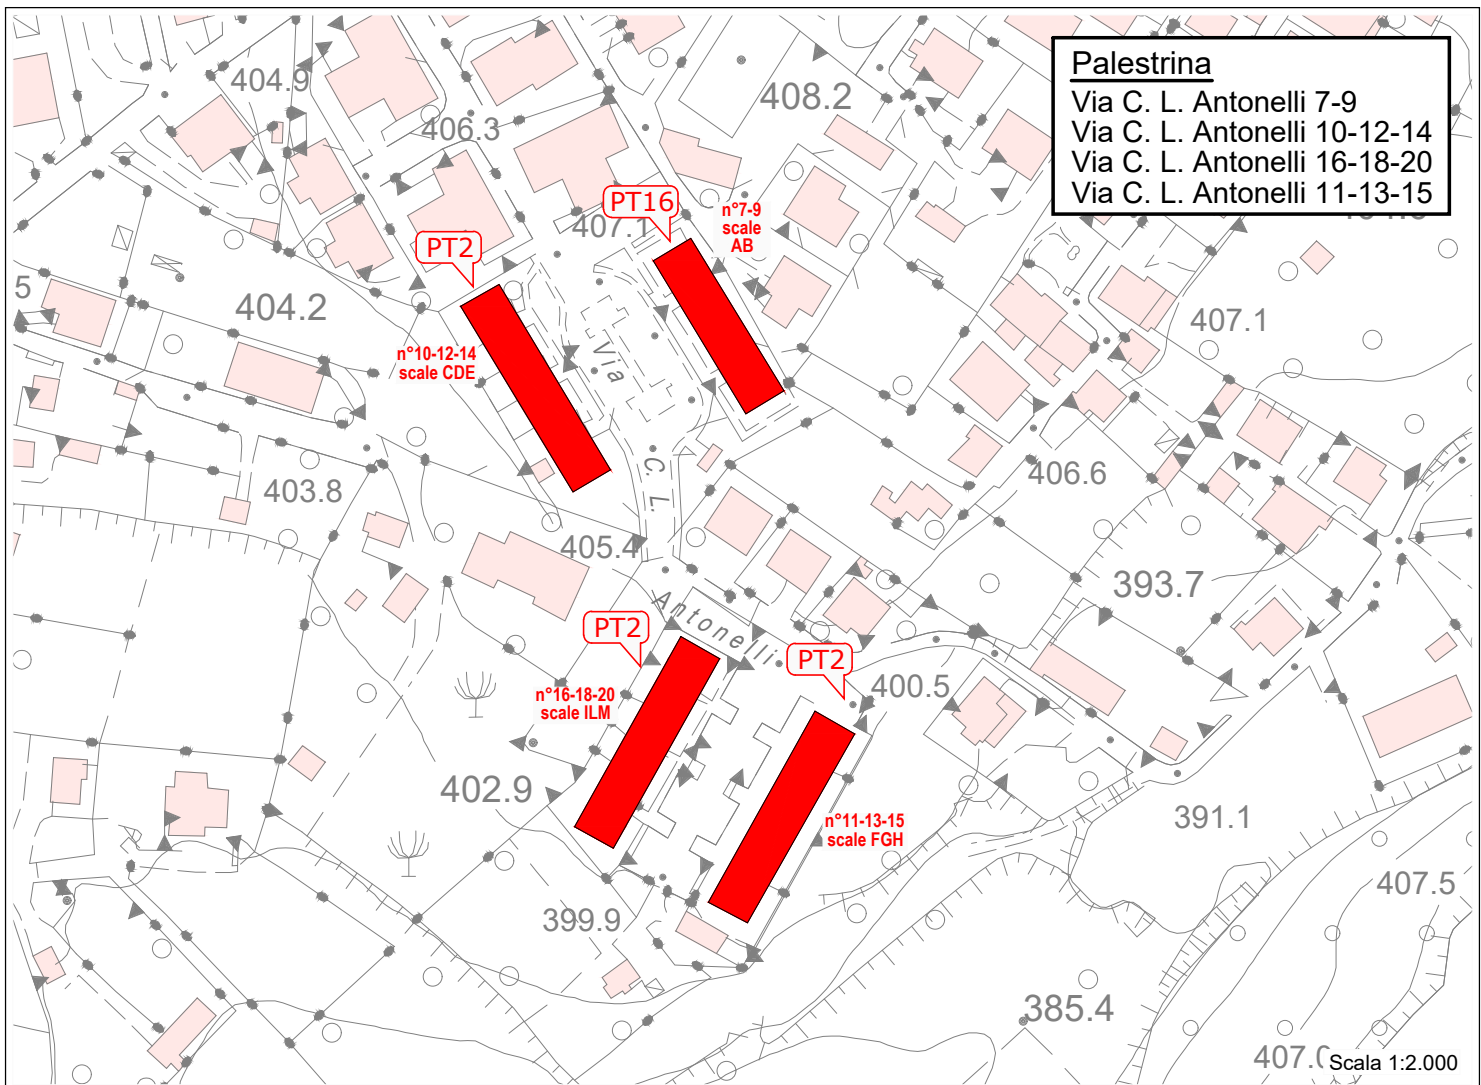 Palestrina
Via C. L. Antonelli 7-9
Via C. L. Antonelli 10-12-14
Via C. L. Antonelli 16-18-20
Via C. L. Antonelli 11-13-15
404.9
408.2
406.3
PT16
n°7-9
scale
AB
407.1
PT2
5
404.2
407.1
n°10-12-14
scale CDE
Via
C. L.
403.8
406.6
405.4
393.7
Antonelli
PT2
PT2
400.5
n°16-18-20
scale ILM
402.9
n°11-13-15
scale FGH
391.1
407.5
399.9
385.4
407.0
Scala 1:2.000